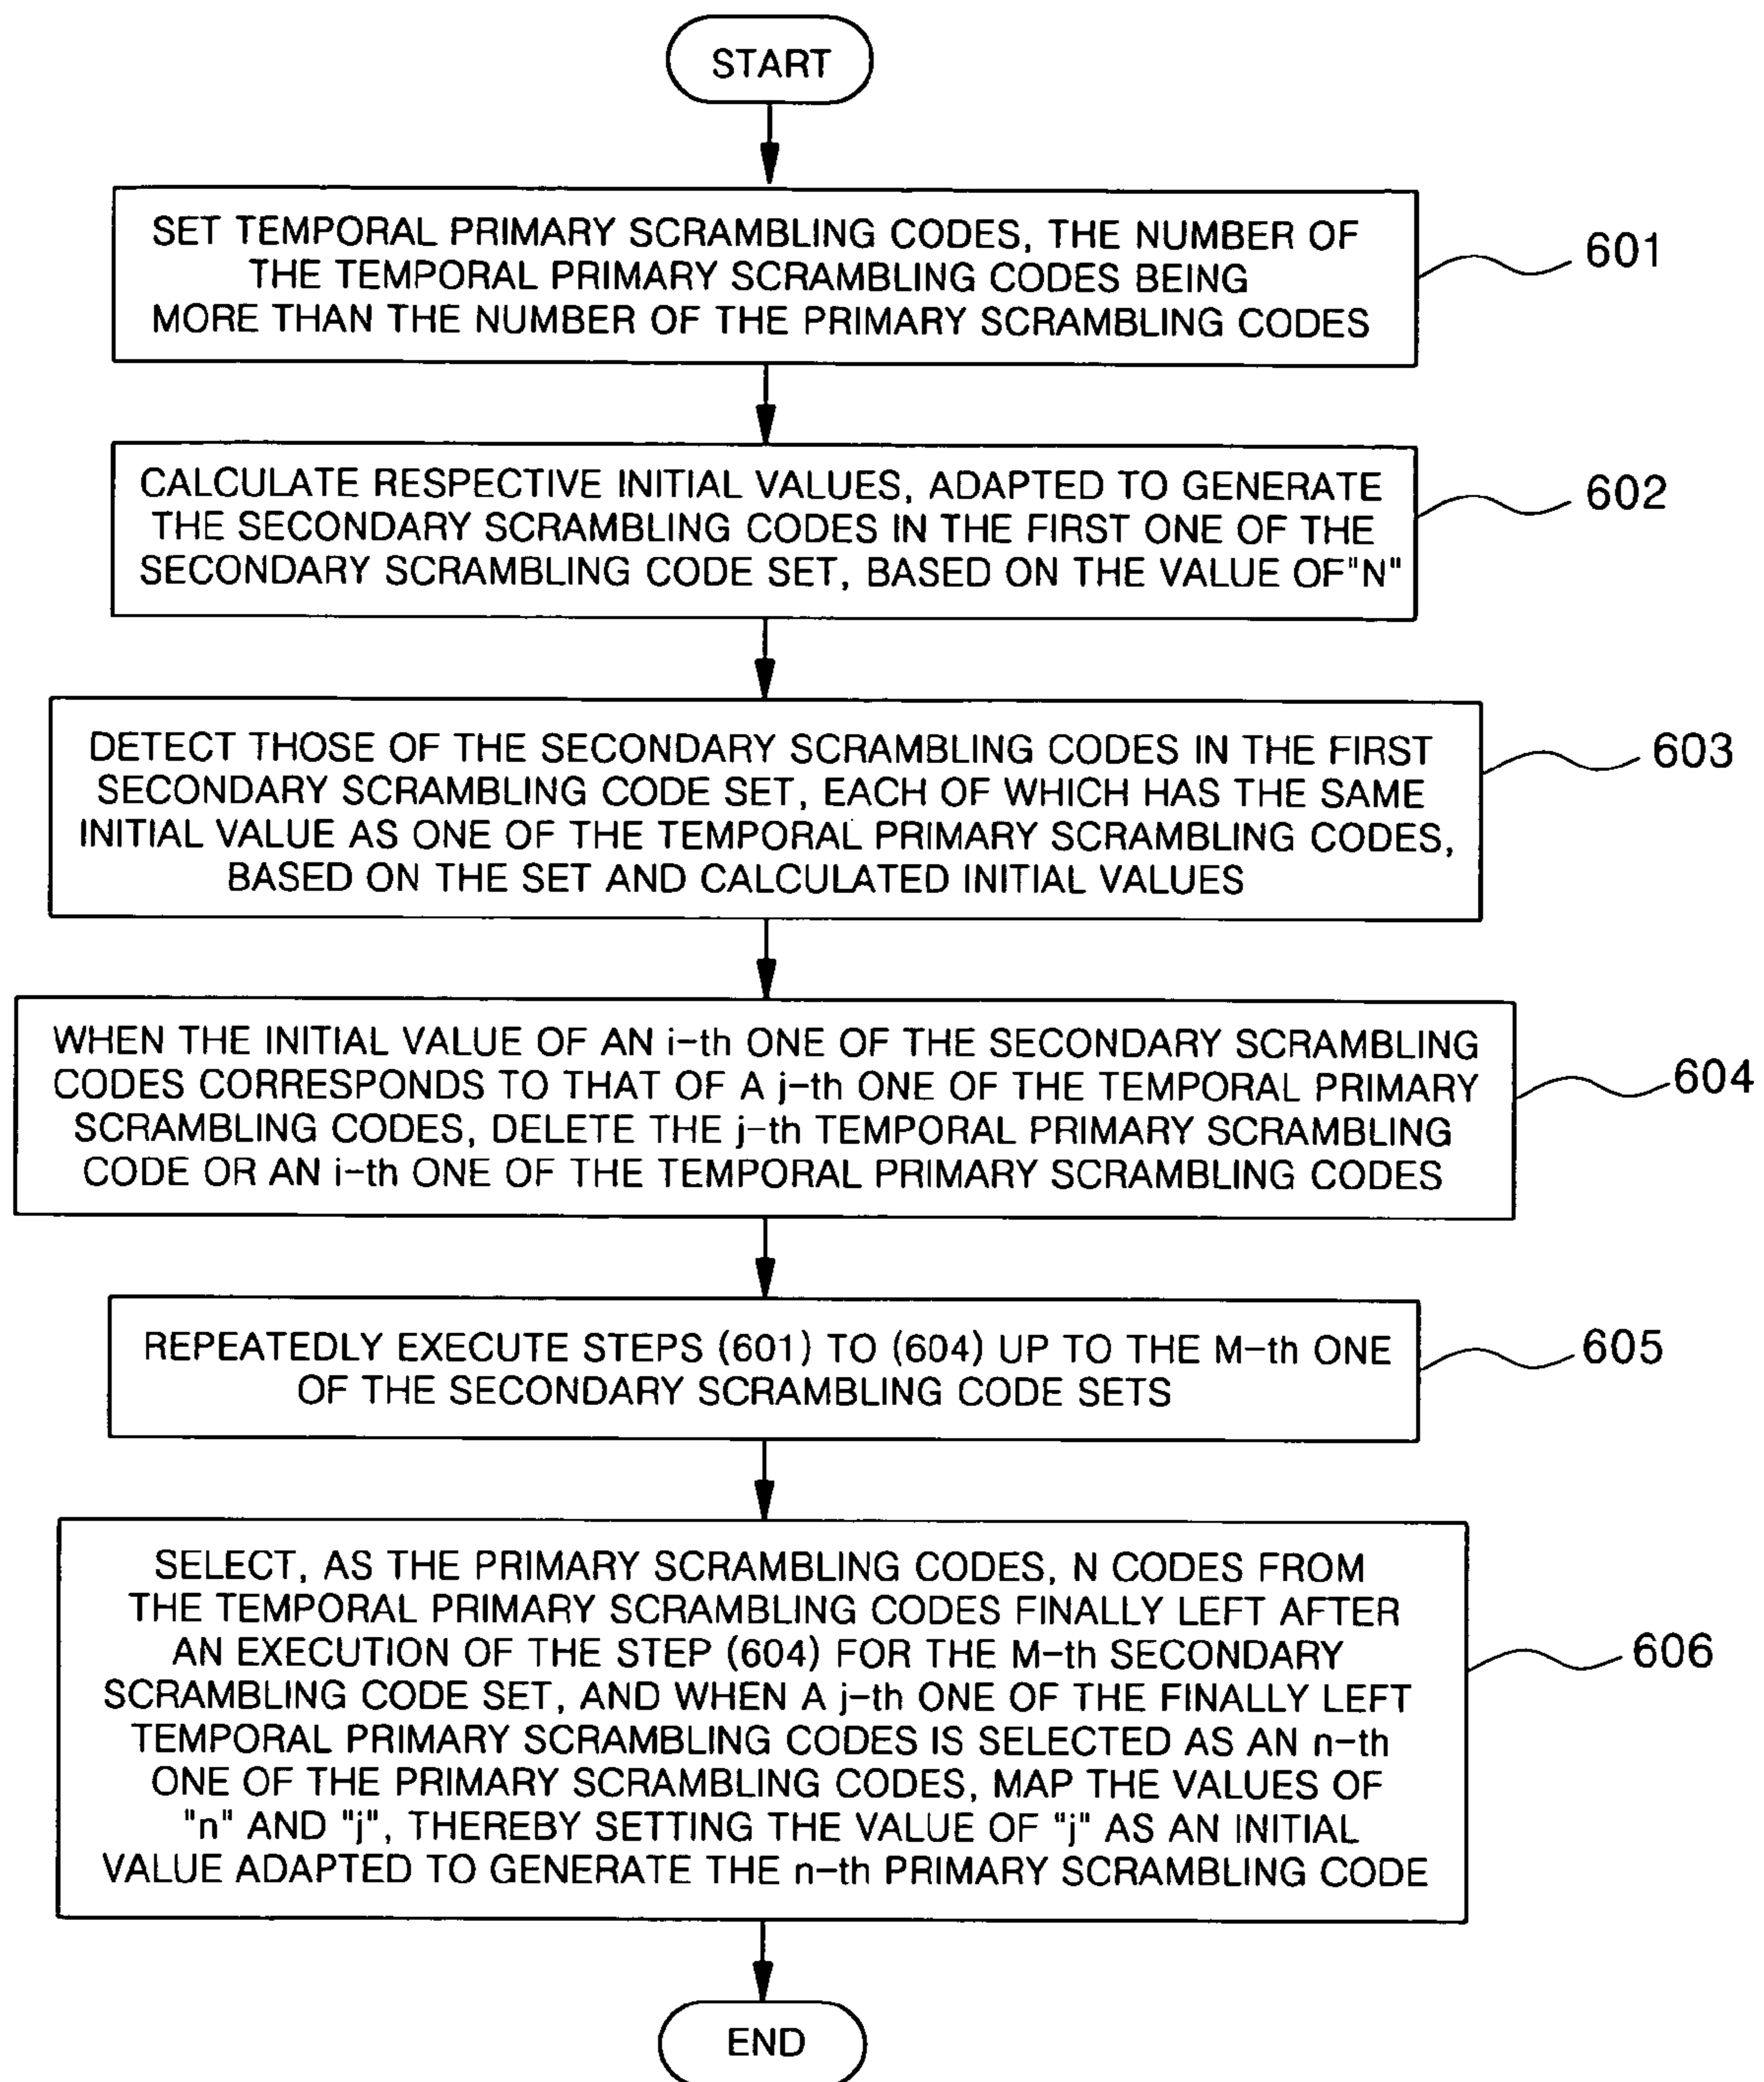 START
SET TEMPORAL PRIMARY SCRAMBLING CODES, THE NUMBER OF
THE TEMPORAL PRIMARY SCRAMBLING CODES BEING
MORE THAN THE NUMBER OF THE PRIMARY SCRAMBLING CODES
601
CALCULATE RESPECTIVE INITIAL VALUES, ADAPTED TO GENERATE
THE SECONDARY SCRAMBLING CODES IN THE FIRST ONE OF THE
SECONDARY SCRAMBLING CODE SET, BASED ON THE VALUE OF"N"
602
DETECT THOSE OF THE SECONDARY SCRAMBLING CODES IN THE FIRST
SECONDARY SCRAMBLING CODE SET, EACH OF WHICH HAS THE SAME
INITIAL VALUE AS ONE OF THE TEMPORAL PRIMARY SCRAMBLING CODES,
BASED ON THE SET AND CALCULATED INITIAL VALUES
603
WHEN THE INITIAL VALUE OF AN i-th ONE OF THE SECONDARY SCRAMBLING
CODES CORRESPONDS TO THAT OF A j-th ONE OF THE TEMPORAL PRIMARY
SCRAMBLING CODES, DELETE THE j-th TEMPORAL PRIMARY SCRAMBLING
CODE OR AN i-th ONE OF THE TEMPORAL PRIMARY SCRAMBLING CODES
604
REPEATEDLY EXECUTE STEPS (601) TO (604) UP TO THE M-th ONE
OF THE SECONDARY SCRAMBLING CODE SETS
605
SELECT, AS THE PRIMARY SCRAMBLING CODES, N CODES FROM
THE TEMPORAL PRIMARY SCRAMBLING CODES FINALLY LEFT AFTER
AN EXECUTION OF THE STEP (604) FOR THE M-th SECONDARY
SCRAMBLING CODE SET, AND WHEN A j-th ONE OF THE FINALLY LEFT
TEMPORAL PRIMARY SCRAMBLING CODES IS SELECTED AS AN n-th
ONE OF THE PRIMARY SCRAMBLING CODES, MAP THE VALUES OF
"n" AND "j", THEREBY SETTING THE VALUE OF "j" AS AN INITIAL
VALUE ADAPTED TO GENERATE THE n-th PRIMARY SCRAMBLING CODE
606
END